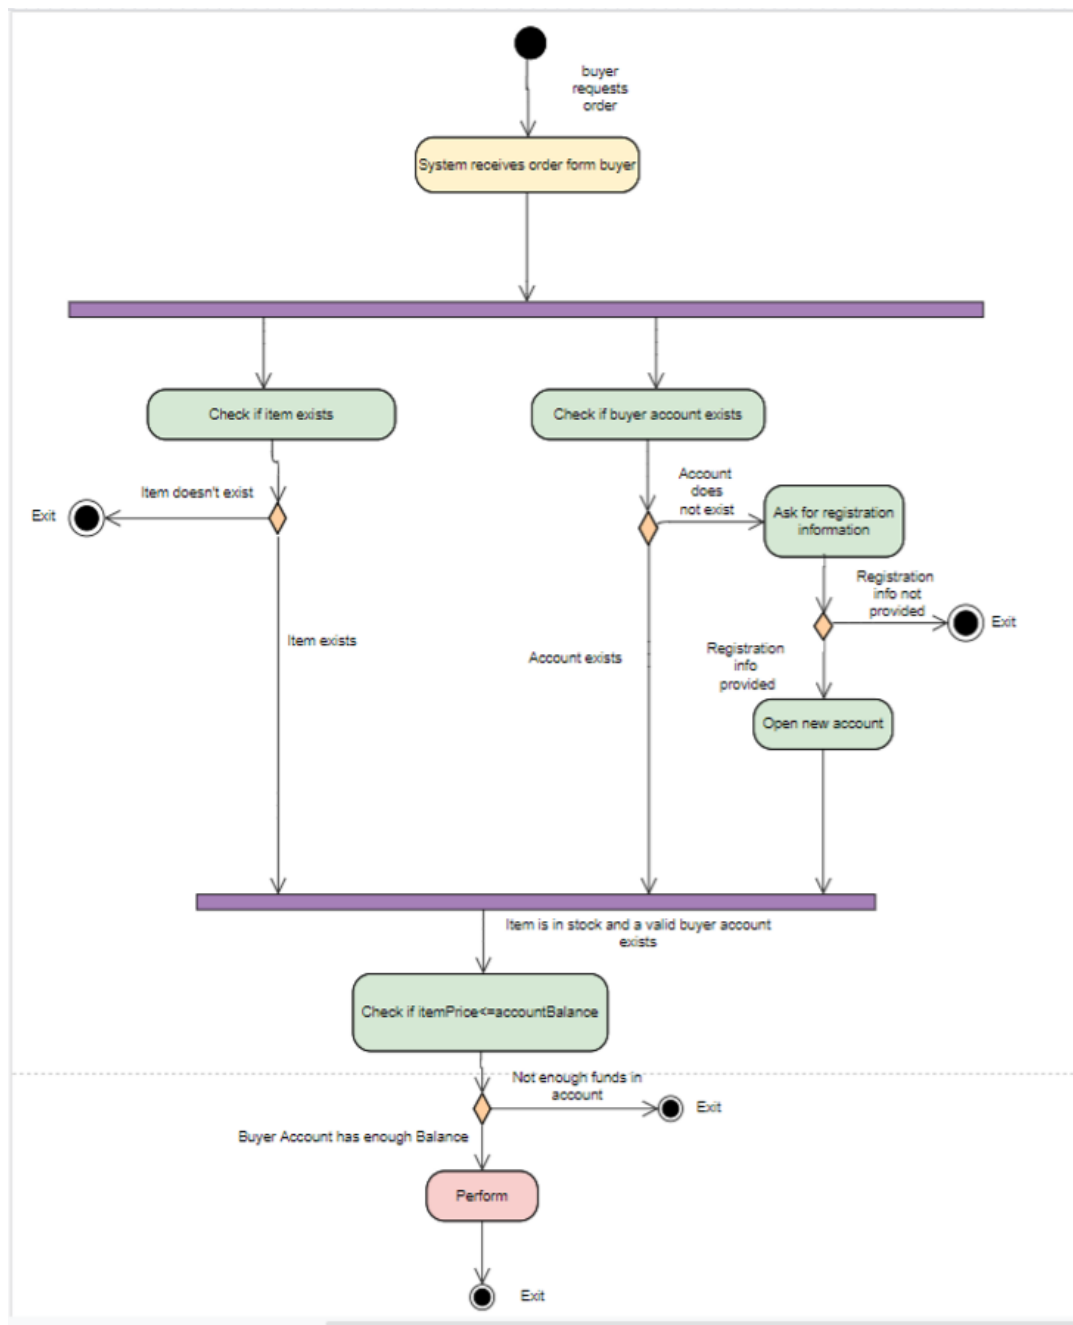 buyer
requests
order
System receives order form buyer
Check if item exists
Check if buyer account exists
Item doesn't exist
Exit
Account
does
not exist
Ask for registration
information
Registration
info not
provided
Exit
Item exists
Account exists
Registration
info
provided
Open new account
Item is in stock and a valid buyer account
exists
Check if itemPrice<=accountBalance
Not enough funds in
account
Exit
Buyer Account has enough Balance
Perform
Exit